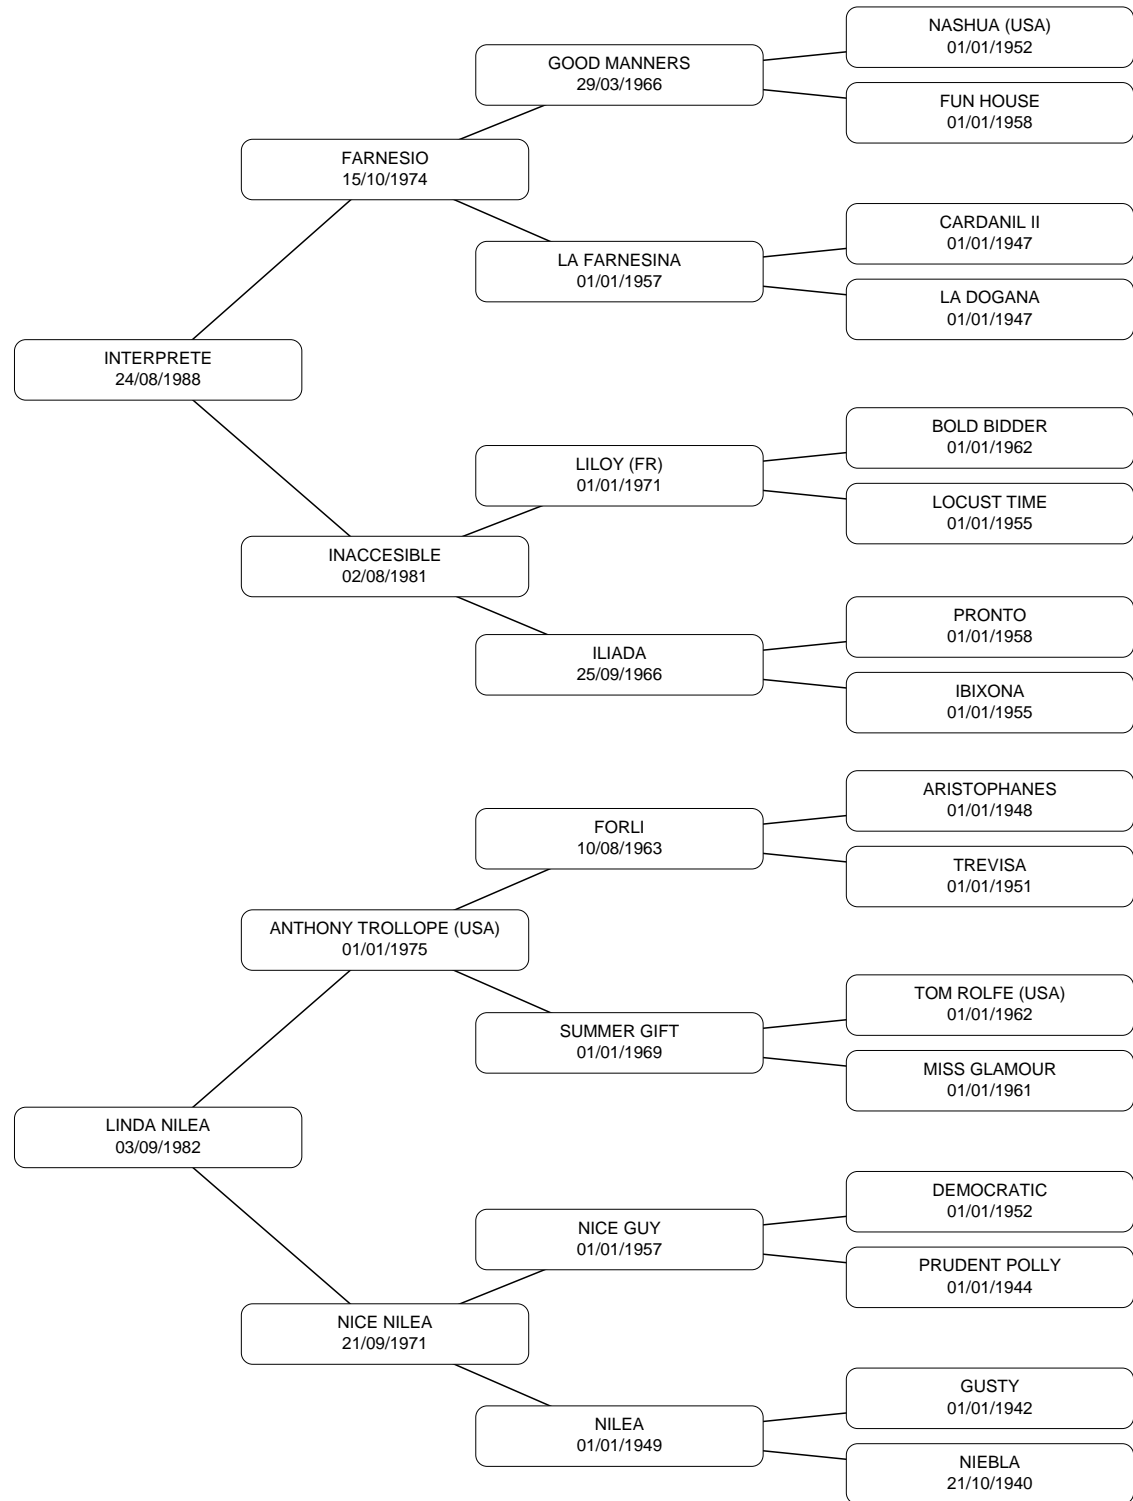 NASHUA (USA)
01/01/1952
GOOD MANNERS
29/03/1966
FUN HOUSE
01/01/1958
FARNESIO
15/10/1974
CARDANIL II
01/01/1947
LA FARNESINA
01/01/1957
LA DOGANA
01/01/1947
INTERPRETE
24/08/1988
BOLD BIDDER
01/01/1962
LILOY (FR)
01/01/1971
LOCUST TIME
01/01/1955
INACCESIBLE
02/08/1981
PRONTO
01/01/1958
ILIADA
25/09/1966
IBIXONA
01/01/1955
ARISTOPHANES
01/01/1948
FORLI
10/08/1963
TREVISA
01/01/1951
ANTHONY TROLLOPE (USA)
01/01/1975
TOM ROLFE (USA)
01/01/1962
SUMMER GIFT
01/01/1969
MISS GLAMOUR
01/01/1961
LINDA NILEA
03/09/1982
DEMOCRATIC
01/01/1952
NICE GUY
01/01/1957
PRUDENT POLLY
01/01/1944
NICE NILEA
21/09/1971
GUSTY
01/01/1942
NILEA
01/01/1949
NIEBLA
21/10/1940